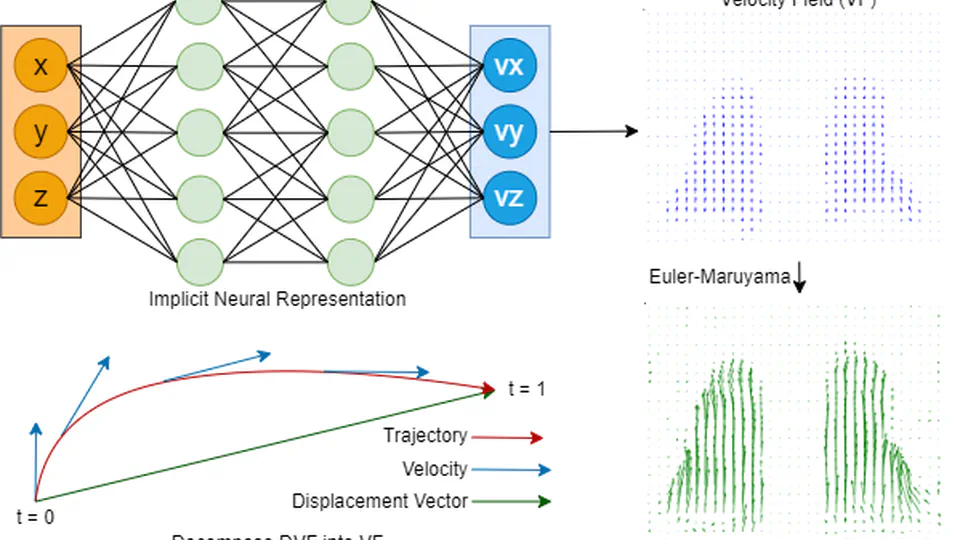 Velocity Field (VF)
x
vx
y
vy
z
vz
Euler-Maruyama
Implicit Neural Representation
t = 1
Trajectory
Velocity
Displacement Vector
t = 0
Decompose DVF into VF